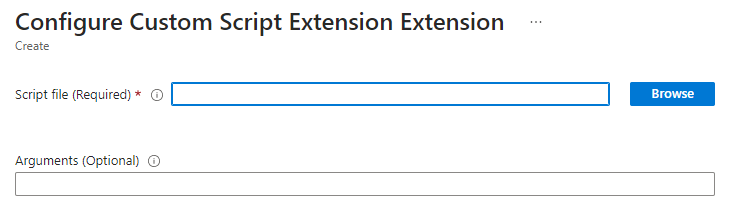 Configure Custom Script Extension Extension ...
Create
Script file (Required) *
Browse
Arguments (Optional)